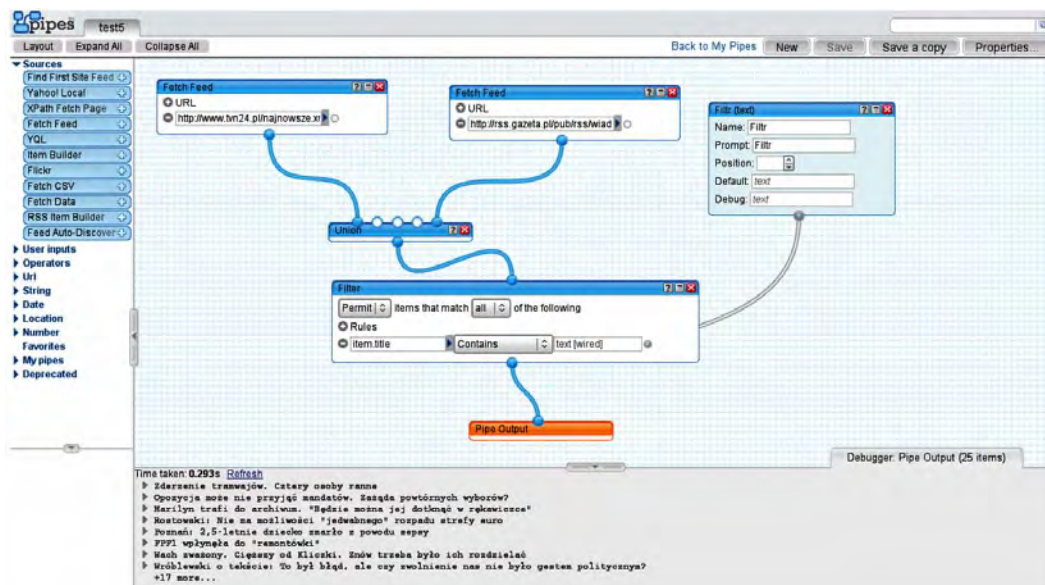 pipes test5
Layout Expand All Collapse All Back to My Pipes New Save Save a copy Properties...
Sources
Find First Site Feed
Yahoo! Local
XPath Fetch Page
Fetch Feed
YQL
Item Builder
Flickr
Fetch CSV
Fetch Data
RSS Item Builder
Feed Auto-Discover
User inputs
Operators
Url
String
Date
Location
Number
Favorites
My pipes
Deprecated
Fetch Feed
URL
http://www.tvn24.pl/najnowsze.xr
Fetch Feed
URL
http://rss.gazeta.pl/pub/rss/wiad
Filtr (text)
Name: Filtr
Prompt: Filtr
Position:
Default: text
Debug: text
Union
Filter
Permit items that match all of the following
Rules
item.title Contains text [wired]
Pipe Output
Debugger: Pipe Output (25 items)
Time taken: 0.293s Refresh
Zderzenie tramwajów. Cztery osoby ranne
Opozycja może nie przyjąć mandatów. Zażąda powtórnych wyborów?
Marilyn trafi do archiwum. "Będzie można jej dotknąć w rękawiczce"
Rostowski: Nie ma możliwości "jedwabnego" rozpadu strefy euro
Poznań: 2,5-letnie dziecko zmarło z powodu sepsy
FPF1 wpłynęła do "remontówki"
Wach zważony. Cięższy od Kliczki. Znów trzeba było ich rozdzielać
Wróblewski o tekście: To był błąd, ale czy zwolnienie nas nie było gestem politycznym?
+17 more...